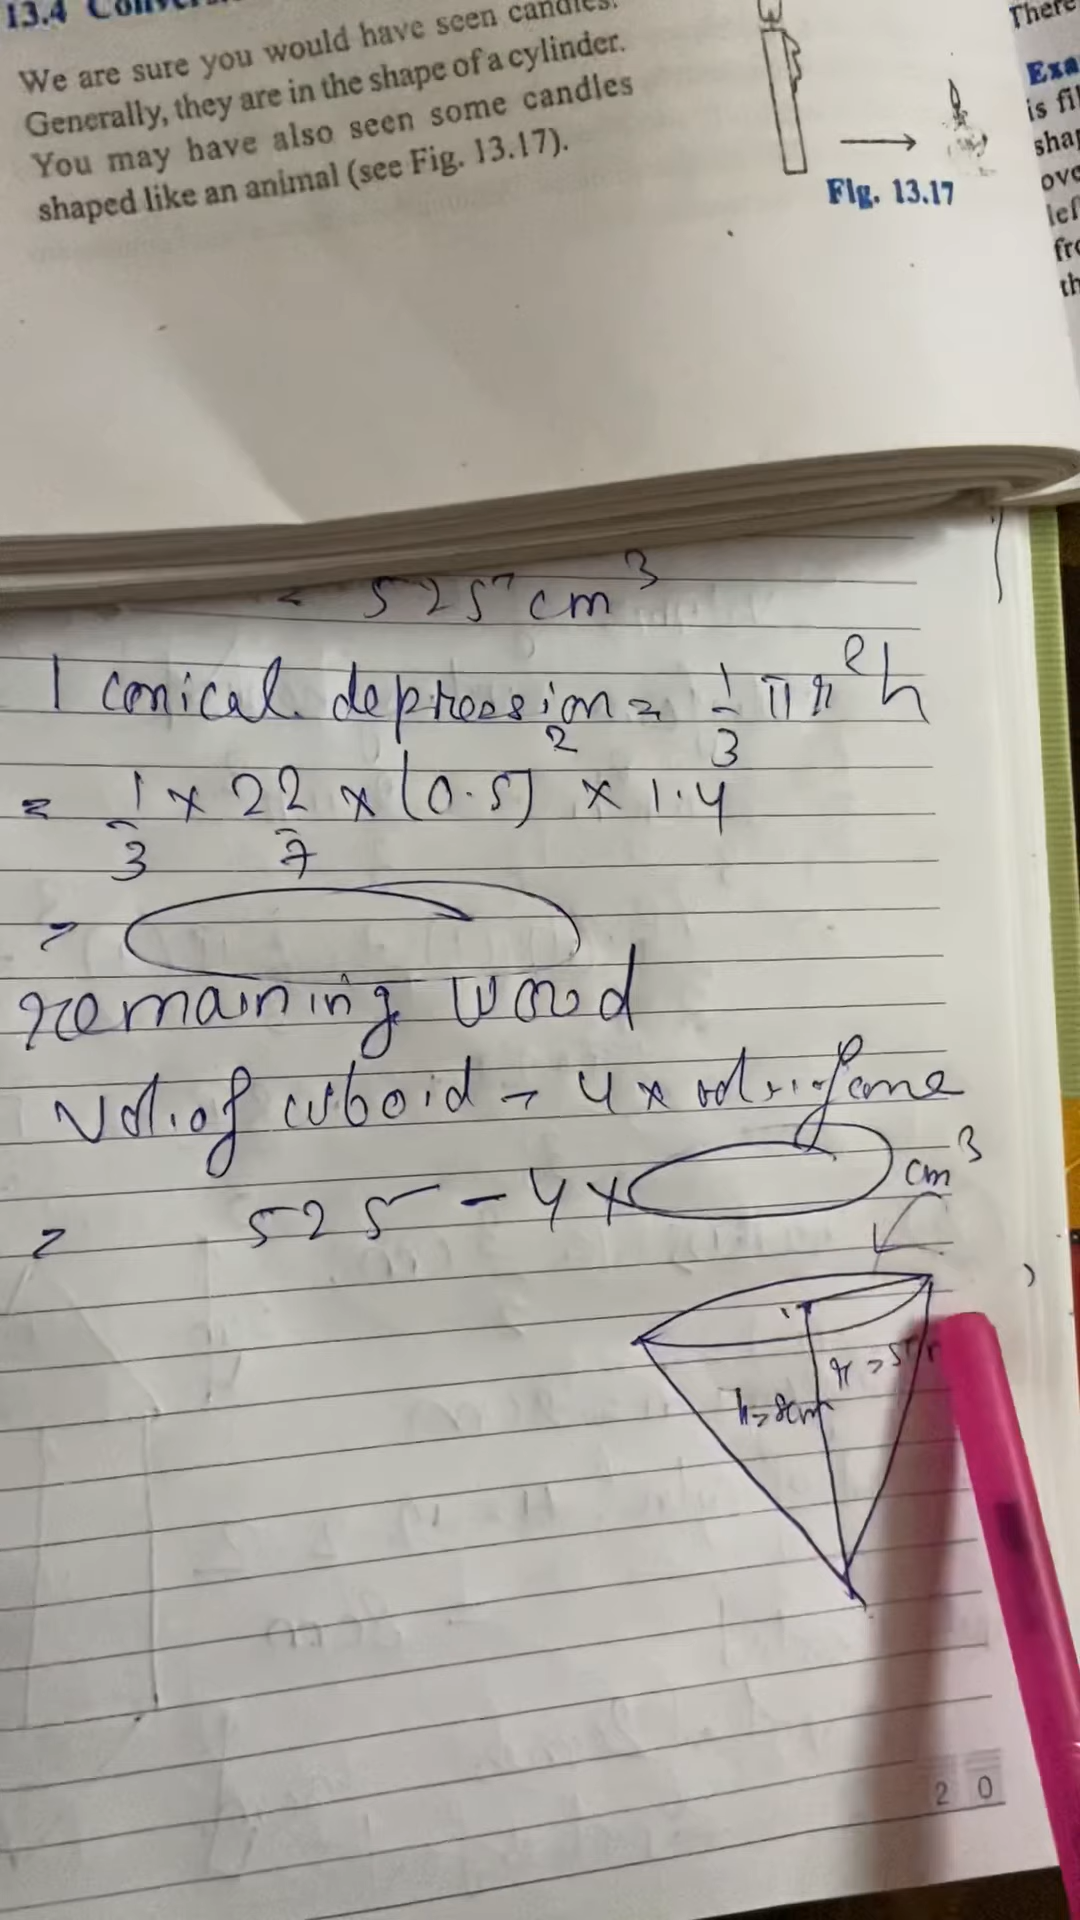 13.4
We are sure you would have seen candles.
Generally, they are in the shape of a cylinder.
You may have also seen some candles
shaped like an animal (see Fig. 13.17).
Fig. 13.17
There
Exa
is fil
shap
ove
lef
fro
th
= 525 cm³
1 conical depression = 1/3 πr²h
= 1/3 × 22/7 × (0.5)² × 1.4
=
remaining wood
Vol. of cuboid - 4 × vol. of cone
= 525 - 4 × cm³
h = 8cm
r = 5
2 0